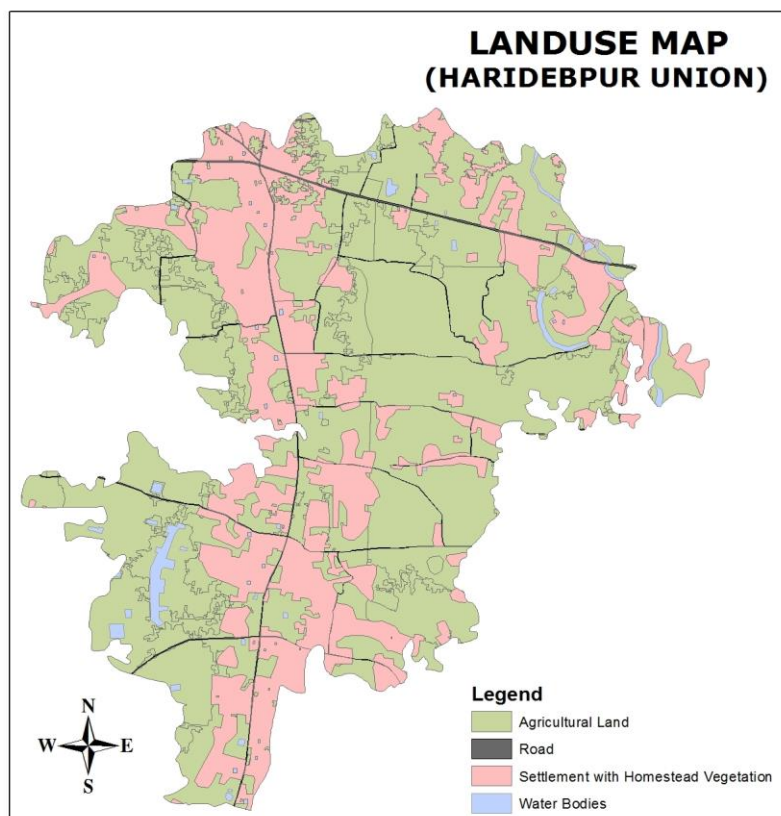 LANDUSE MAP
(HARIDEBPUR UNION)
N
W E
S
Legend
Agricultural Land
Road
Settlement with Homestead Vegetation
Water Bodies